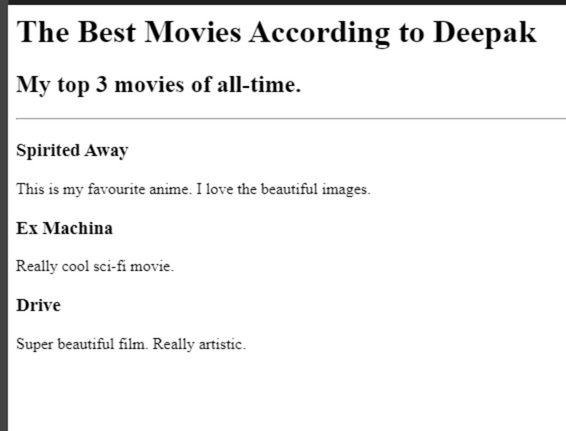 The Best Movies According to Deepak
My top 3 movies of all-time.
Spirited Away
This is my favourite anime. I love the beautiful images.
Ex Machina
Really cool sci-fi movie.
Drive
Super beautiful film. Really artistic.